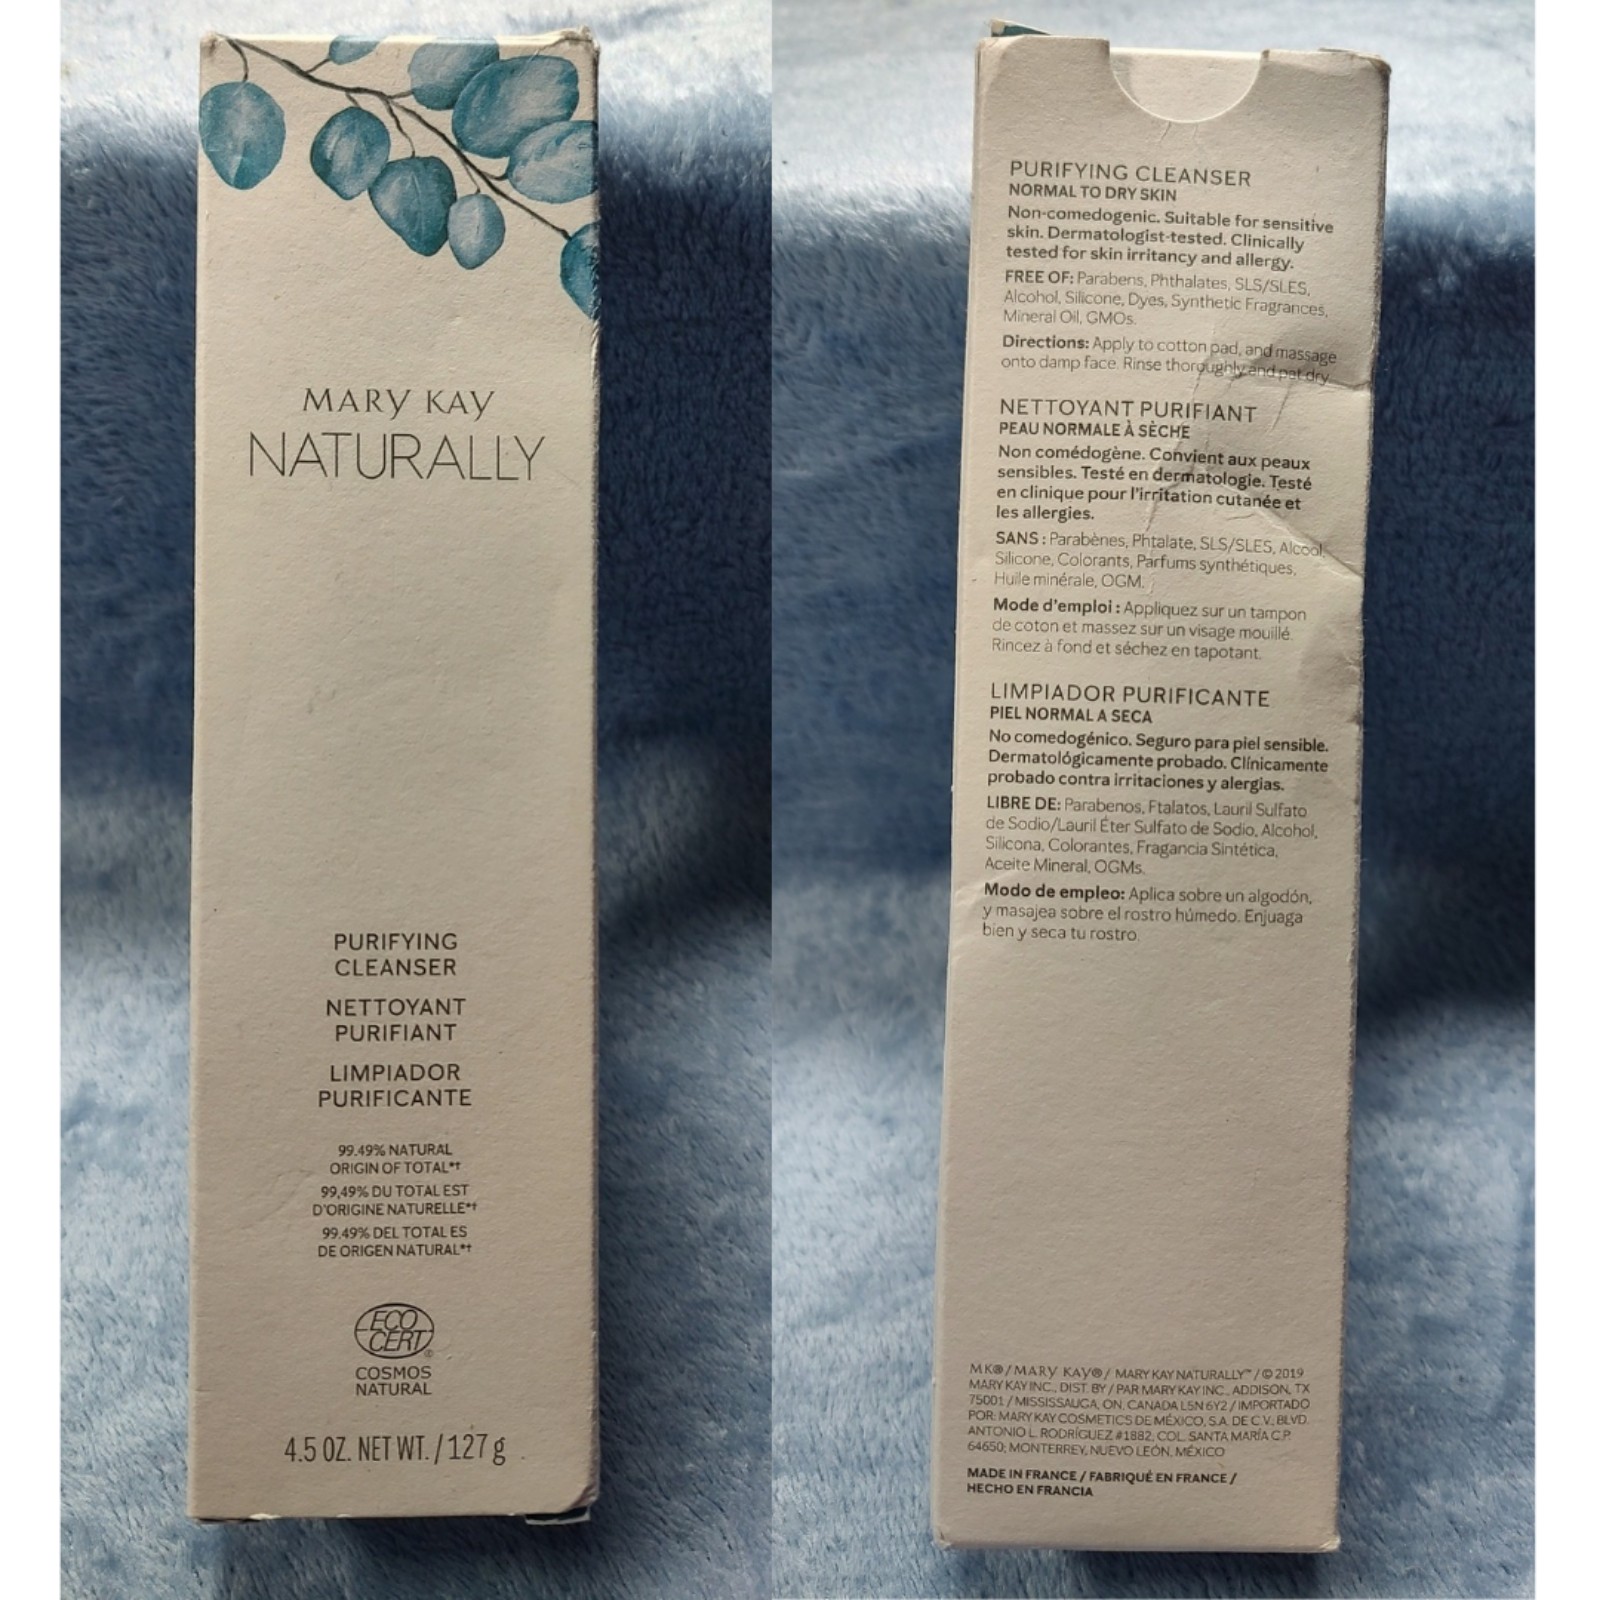 MARY KAY
NATURALLY
PURIFYING
CLEANSER
NETTOYANT
PURIFIANT
LIMPIADOR
PURIFICANTE
99.49% NATURAL
ORIGIN OF TOTAL*†
99,49% DU TOTAL EST
D'ORIGINE NATURELLE*†
99.49% DEL TOTAL ES
DE ORIGEN NATURAL*†
ECO
CERT®
COSMOS
NATURAL
4.5 OZ. NET WT. / 127 g
PURIFYING CLEANSER
NORMAL TO DRY SKIN
Non-comedogenic. Suitable for sensitive
skin. Dermatologist-tested. Clinically
tested for skin irritancy and allergy.
FREE OF: Parabens, Phthalates, SLS/SLES,
Alcohol, Silicone, Dyes, Synthetic Fragrances,
Mineral Oil, GMOs.
Directions: Apply to cotton pad, and massage
onto damp face. Rinse thoroughly and pat dry.
NETTOYANT PURIFIANT
PEAU NORMALE À SÈCHE
Non comédogène. Convient aux peaux
sensibles. Testé en dermatologie. Testé
en clinique pour l'irritation cutanée et
les allergies.
SANS : Parabènes, Phtalate, SLS/SLES, Alcool,
Silicone, Colorants, Parfums synthétiques,
Huile minérale, OGM.
Mode d'emploi : Appliquez sur un tampon
de coton et massez sur un visage mouillé.
Rincez à fond et séchez en tapotant.
LIMPIADOR PURIFICANTE
PIEL NORMAL A SECA
No comedogénico. Seguro para piel sensible.
Dermatológicamente probado. Clínicamente
probado contra irritaciones y alergias.
LIBRE DE: Parabenos, Ftalatos, Lauril Sulfato
de Sodio/Lauril Éter Sulfato de Sodio, Alcohol,
Silicona, Colorantes, Fragancia Sintética,
Aceite Mineral, OGMs.
Modo de empleo: Aplica sobre un algodón,
y masajea sobre el rostro húmedo. Enjuaga
bien y seca tu rostro.
MK®/ MARY KAY®/ MARY KAY NATURALLY™ / © 2019
MARY KAY INC., DIST. BY / PAR MARY KAY INC., ADDISON, TX
75001 / MISSISSAUGA, ON, CANADA L5N 6Y2 / IMPORTADO
POR: MARY KAY COSMETICS DE MÉXICO, S.A. DE C.V., BLVD.
ANTONIO L. RODRÍGUEZ #1882, COL. SANTA MARÍA C.P.
64650; MONTERREY, NUEVO LEÓN, MÉXICO
MADE IN FRANCE / FABRIQUÉ EN FRANCE /
HECHO EN FRANCIA